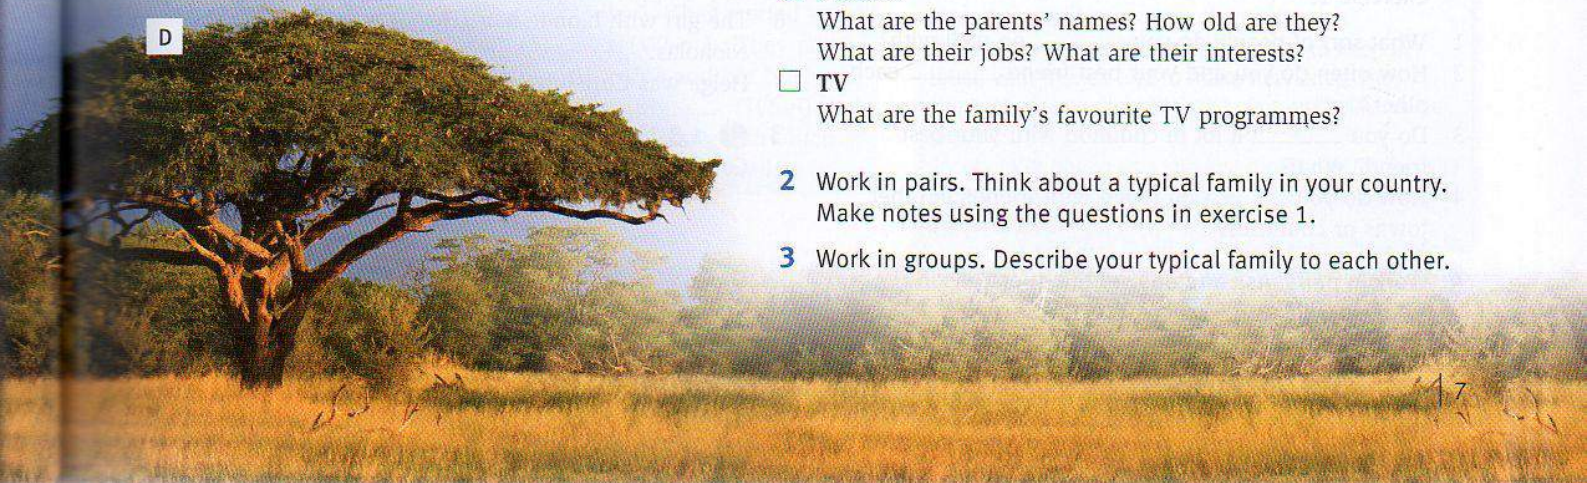 D
What are the parents' names? How old are they?
What are their jobs? What are their interests?
TV
What are the family's favourite TV programmes?
2 Work in pairs. Think about a typical family in your country.
Make notes using the questions in exercise 1.
3 Work in groups. Describe your typical family to each other.
7